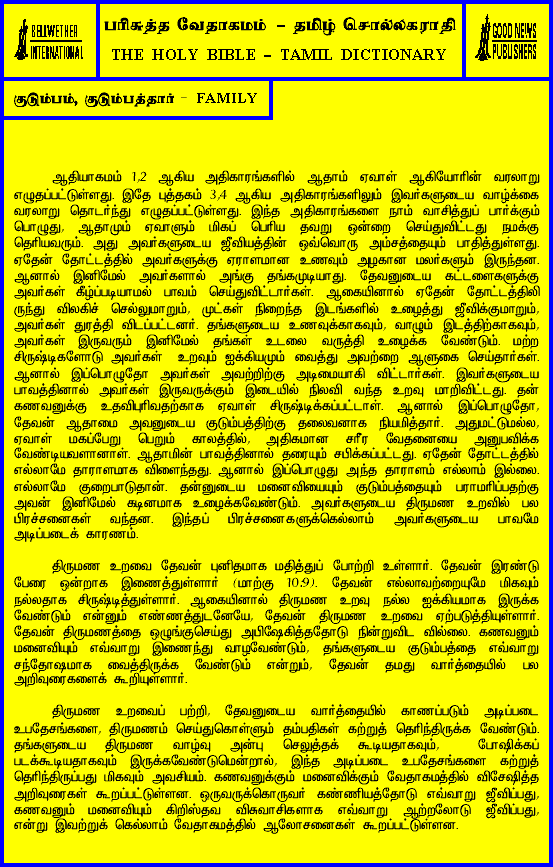 BELLWETHER
INTERNATIONAL
பரிசுத்த வேதாகமம் – தமிழ் சொல்லகராதி
THE HOLY BIBLE – TAMIL DICTIONARY
GOOD NEWS
PUBLISHERS
குடும்பம், குடும்பத்தார் – FAMILY
ஆதியாகமம் 1,2 ஆகிய அதிகாரங்களில் ஆதாம் ஏவாள் ஆகியோரின் வரலாறு
எழுதப்பட்டுள்ளது. இதே புத்தகம் 3,4 ஆகிய அதிகாரங்களிலும் இவர்களுடைய வாழ்க்கை
வரலாறு தொடர்ந்து எழுதப்பட்டுள்ளது. இந்த அதிகாரங்களை நாம் வாசித்துப் பார்க்கும்
பொழுது, ஆதாமும் ஏவாளும் மிகப் பெரிய தவறு ஒன்றை செய்துவிட்டது நமக்கு
தெரியவரும். அது அவர்களுடைய ஜீவியத்தின் ஒவ்வொரு அம்சத்தையும் பாதித்துள்ளது.
ஏதேன் தோட்டத்தில் அவர்களுக்கு ஏராளமான உணவும் அழகான மலர்களும் இருந்தன.
ஆனால் இனிமேல் அவர்களால் அங்கு தங்கமுடியாது. தேவனுடைய கட்டளைகளுக்கு
அவர்கள் கீழ்ப்படியாமல் பாவம் செய்துவிட்டார்கள். ஆகையினால் ஏதேன் தோட்டத்திலி
ருந்து விலகிச் செல்லுமாறும், முட்கள் நிறைந்த இடங்களில் உழைத்து ஜீவிக்குமாறும்,
அவர்கள் துரத்தி விடப்பட்டனர். தங்களுடைய உணவுக்காகவும், வாழும் இடத்திற்காகவும்,
அவர்கள் இருவரும் இனிமேல் தங்கள் உடலை வருத்தி உழைக்க வேண்டும். மற்ற
சிருஷ்டிகளோடு அவர்கள் உறவும் ஐக்கியமும் வைத்து அவற்றை ஆளுகை செய்தார்கள்.
ஆனால் இப்பொழுதோ அவர்கள் அவற்றிற்கு அடிமையாகி விட்டார்கள். இவர்களுடைய
பாவத்தினால் அவர்கள் இருவருக்கும் இடையில் நிலவி வந்த உறவு மாறிவிட்டது. தன்
கணவனுக்கு உதவிபுரிவதற்காக ஏவாள் சிருஷ்டிக்கப்பட்டாள். ஆனால் இப்பொழுதோ,
தேவன் ஆதாமை அவனுடைய குடும்பத்திற்கு தலைவனாக நியமித்தார். அதுமட்டுமல்ல,
ஏவாள் மகப்பேறு பெறும் காலத்தில், அதிகமான சரீர வேதனையை அனுபவிக்க
வேண்டியவளானாள். ஆதாமின் பாவத்தினால் தரையும் சபிக்கப்பட்டது. ஏதேன் தோட்டத்தில்
எல்லாமே தாராளமாக விளைந்தது. ஆனால் இப்பொழுது அந்த தாராளம் எல்லாம் இல்லை.
எல்லாமே குறைபாடுதான். தன்னுடைய மனைவியையும் குடும்பத்தையும் பராமரிப்பதற்கு
அவன் இனிமேல் கடினமாக உழைக்கவேண்டும். அவர்களுடைய திருமண உறவில் பல
பிரச்சனைகள் வந்தன. இந்தப் பிரச்சனைகளுக்கெல்லாம் அவர்களுடைய பாவமே
அடிப்படைக் காரணம்.
திருமண உறவை தேவன் புனிதமாக மதித்துப் போற்றி உள்ளார். தேவன் இரண்டு
பேரை ஒன்றாக இணைத்துள்ளார் (மாற்கு 10.9). தேவன் எல்லாவற்றையுமே மிகவும்
நல்லதாக சிருஷ்டித்துள்ளார். ஆகையினால் திருமண உறவு நல்ல ஐக்கியமாக இருக்க
வேண்டும் என்னும் எண்ணத்துடனேயே, தேவன் திருமண உறவை ஏற்படுத்தியுள்ளார்.
தேவன் திருமணத்தை ஒழுங்குசெய்து அபிஷேகித்ததோடு நின்றுவிட வில்லை. கணவனும்
மனைவியும் எவ்வாறு இணைந்து வாழவேண்டும், தங்களுடைய குடும்பத்தை எவ்வாறு
சந்தோஷமாக வைத்திருக்க வேண்டும் என்றும், தேவன் தமது வார்த்தையில் பல
அறிவுரைகளைக் கூறியுள்ளார்.
திருமண உறவைப் பற்றி, தேவனுடைய வார்த்தையில் காணப்படும் அடிப்படை
உபதேசங்களை, திருமணம் செய்துகொள்ளும் தம்பதிகள் கற்றுத் தெரிந்திருக்க வேண்டும்.
தங்களுடைய திருமண வாழ்வு அன்பு செலுத்தக் கூடியதாகவும், போஷிக்கப்
படக்கூடியதாகவும் இருக்கவேண்டுமென்றால், இந்த அடிப்படை உபதேசங்களை கற்றுத்
தெரிந்திருப்பது மிகவும் அவசியம். கணவனுக்கும் மனைவிக்கும் வேதாகமத்தில் விசேஷித்த
அறிவுரைகள் கூறப்பட்டுள்ளன. ஒருவருக்கொருவர் கண்ணியத்தோடு எவ்வாறு ஜீவிப்பது,
கணவனும் மனைவியும் கிறிஸ்தவ விசுவாசிகளாக எவ்வாறு ஆற்றலோடு ஜீவிப்பது,
என்று இவற்றுக் கெல்லாம் வேதாகமத்தில் ஆலோசனைகள் கூறப்பட்டுள்ளன.